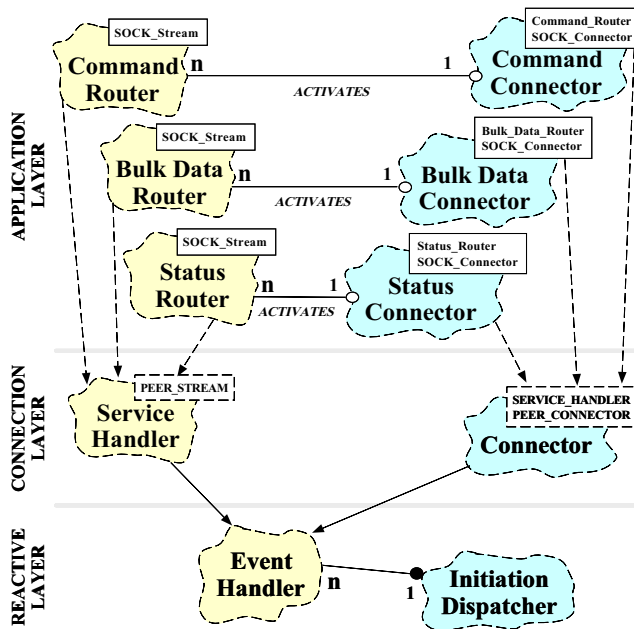 SOCK_Stream
Command
Router
n
1
ACTIVATES
Command_Router
SOCK_Connector
Command
Connector
APPLICATION
LAYER
SOCK_Stream
Bulk Data
Router
n
1
ACTIVATES
Bulk_Data_Router
SOCK_Connector
Bulk Data
Connector
SOCK_Stream
Status
Router
n
1
ACTIVATES
Status_Router
SOCK_Connector
Status
Connector
CONNECTION
LAYER
PEER_STREAM
Service
Handler
SERVICE_HANDLER
PEER_CONNECTOR
Connector
REACTIVE
LAYER
Event
Handler
n
1
Initiation
Dispatcher